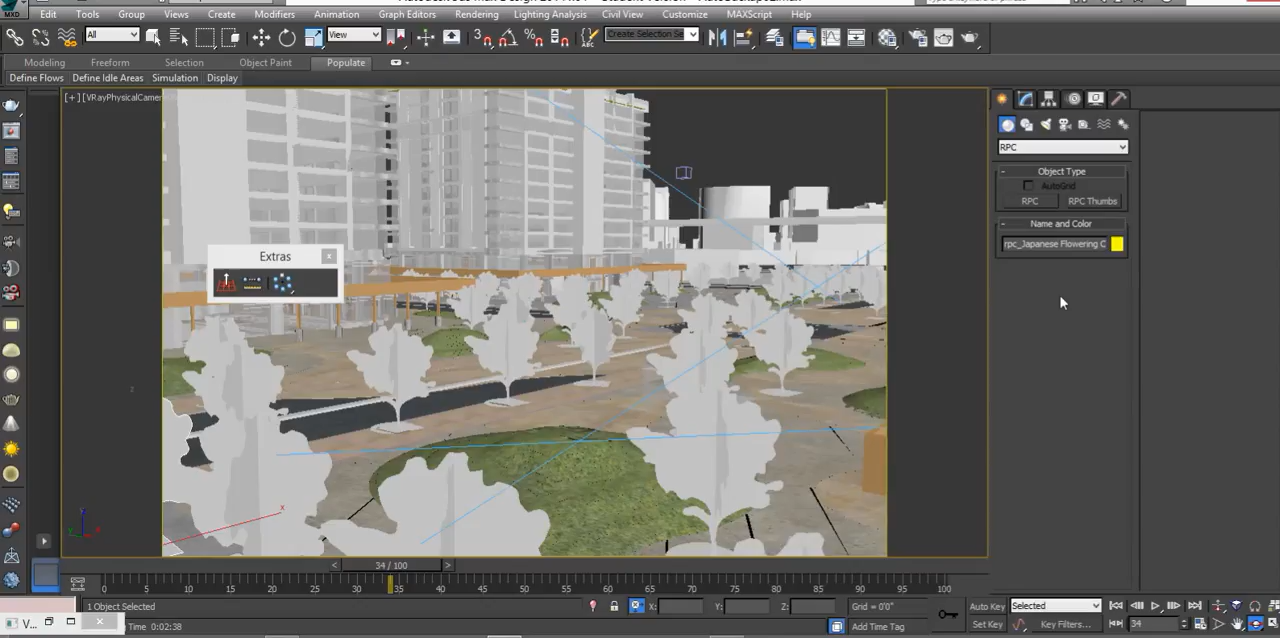 Edit Tools Group Views Create Modifiers Animation Graph Editors Rendering Lighting Analysis Civil View Customize MAXScript Help
MXD
All
View
Create Selection Se
Modeling Freeform Selection Object Paint Populate
Define Flows Define Idle Areas Simulation Display
[+] [VRayPhysicalCamer
RPC
Object Type
AutoGrid
RPC RPC Thumbs
Name and Color
rpc_Japanese Flowering C
Extras
x
34 / 100
0 5 10 15 20 25 30 35 40 45 50 55 60 65 70 75 80 85 90 95 100
1 Object Selected
X: Y: Z:
Grid = 0'0"
Auto Key Selected
V...
Time 0:02:38
Add Time Tag
Set Key Key Filters...
34